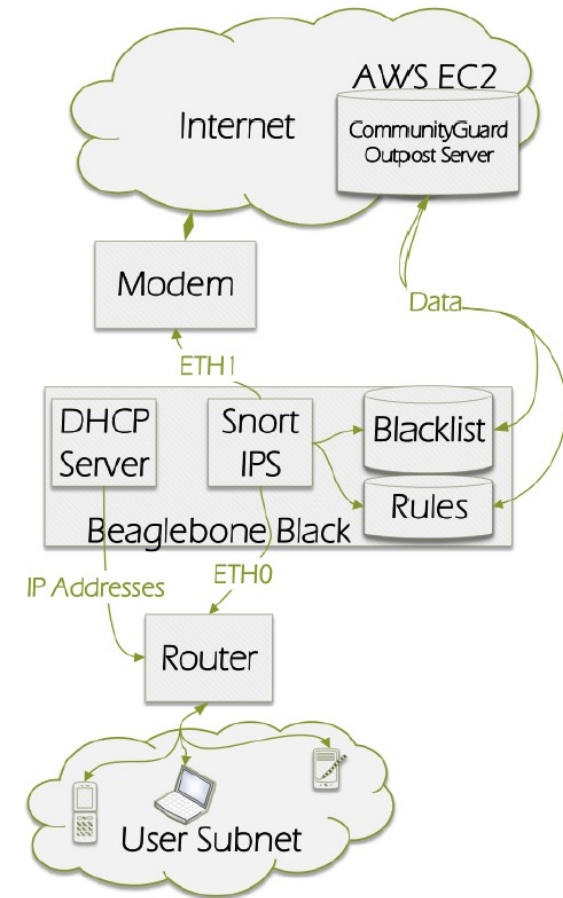 AWS EC2
Internet
CommunityGuard
Outpost Server
Modem
Data
ETH1
DHCP
Server
Snort
IPS
Blacklist
Rules
Beaglebone Black
IP Addresses
ETH0
Router
User Subnet